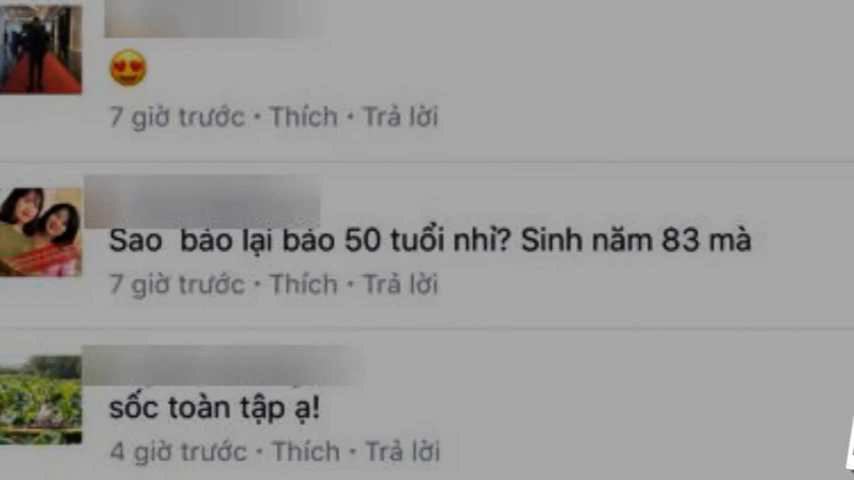 7 giờ trước · Thích · Trả lời
Sao báo lại báo 50 tuổi nhỉ? Sinh năm 83 mà
7 giờ trước · Thích · Trả lời
sốc toàn tập ạ!
4 giờ trước · Thích · Trả lời